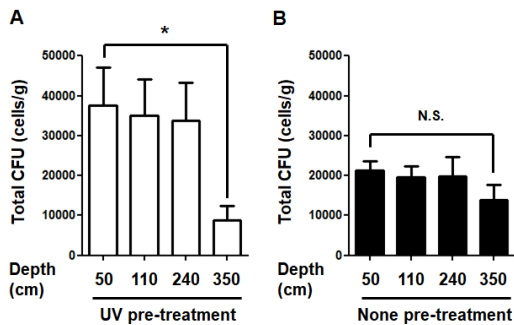 A
*
Total CFU (cells/g)
50000
40000
30000
20000
10000
0
Depth (cm)
50 110 240 350
UV pre-treatment
B
N.S.
Total CFU (cells/g)
50000
40000
30000
20000
10000
0
Depth (cm)
50 110 240 350
None pre-treatment